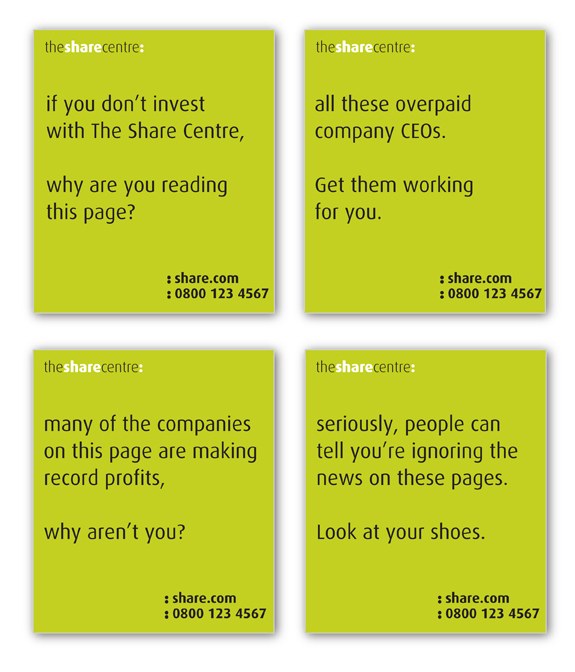 thesharecentre:
if you don't invest
with The Share Centre,
why are you reading
this page?
: share.com
: 0800 123 4567
thesharecentre:
all these overpaid
company CEOs.
Get them working
for you.
: share.com
: 0800 123 4567
thesharecentre:
many of the companies
on this page are making
record profits,
why aren't you?
: share.com
: 0800 123 4567
thesharecentre:
seriously, people can
tell you're ignoring the
news on these pages.
Look at your shoes.
: share.com
: 0800 123 4567